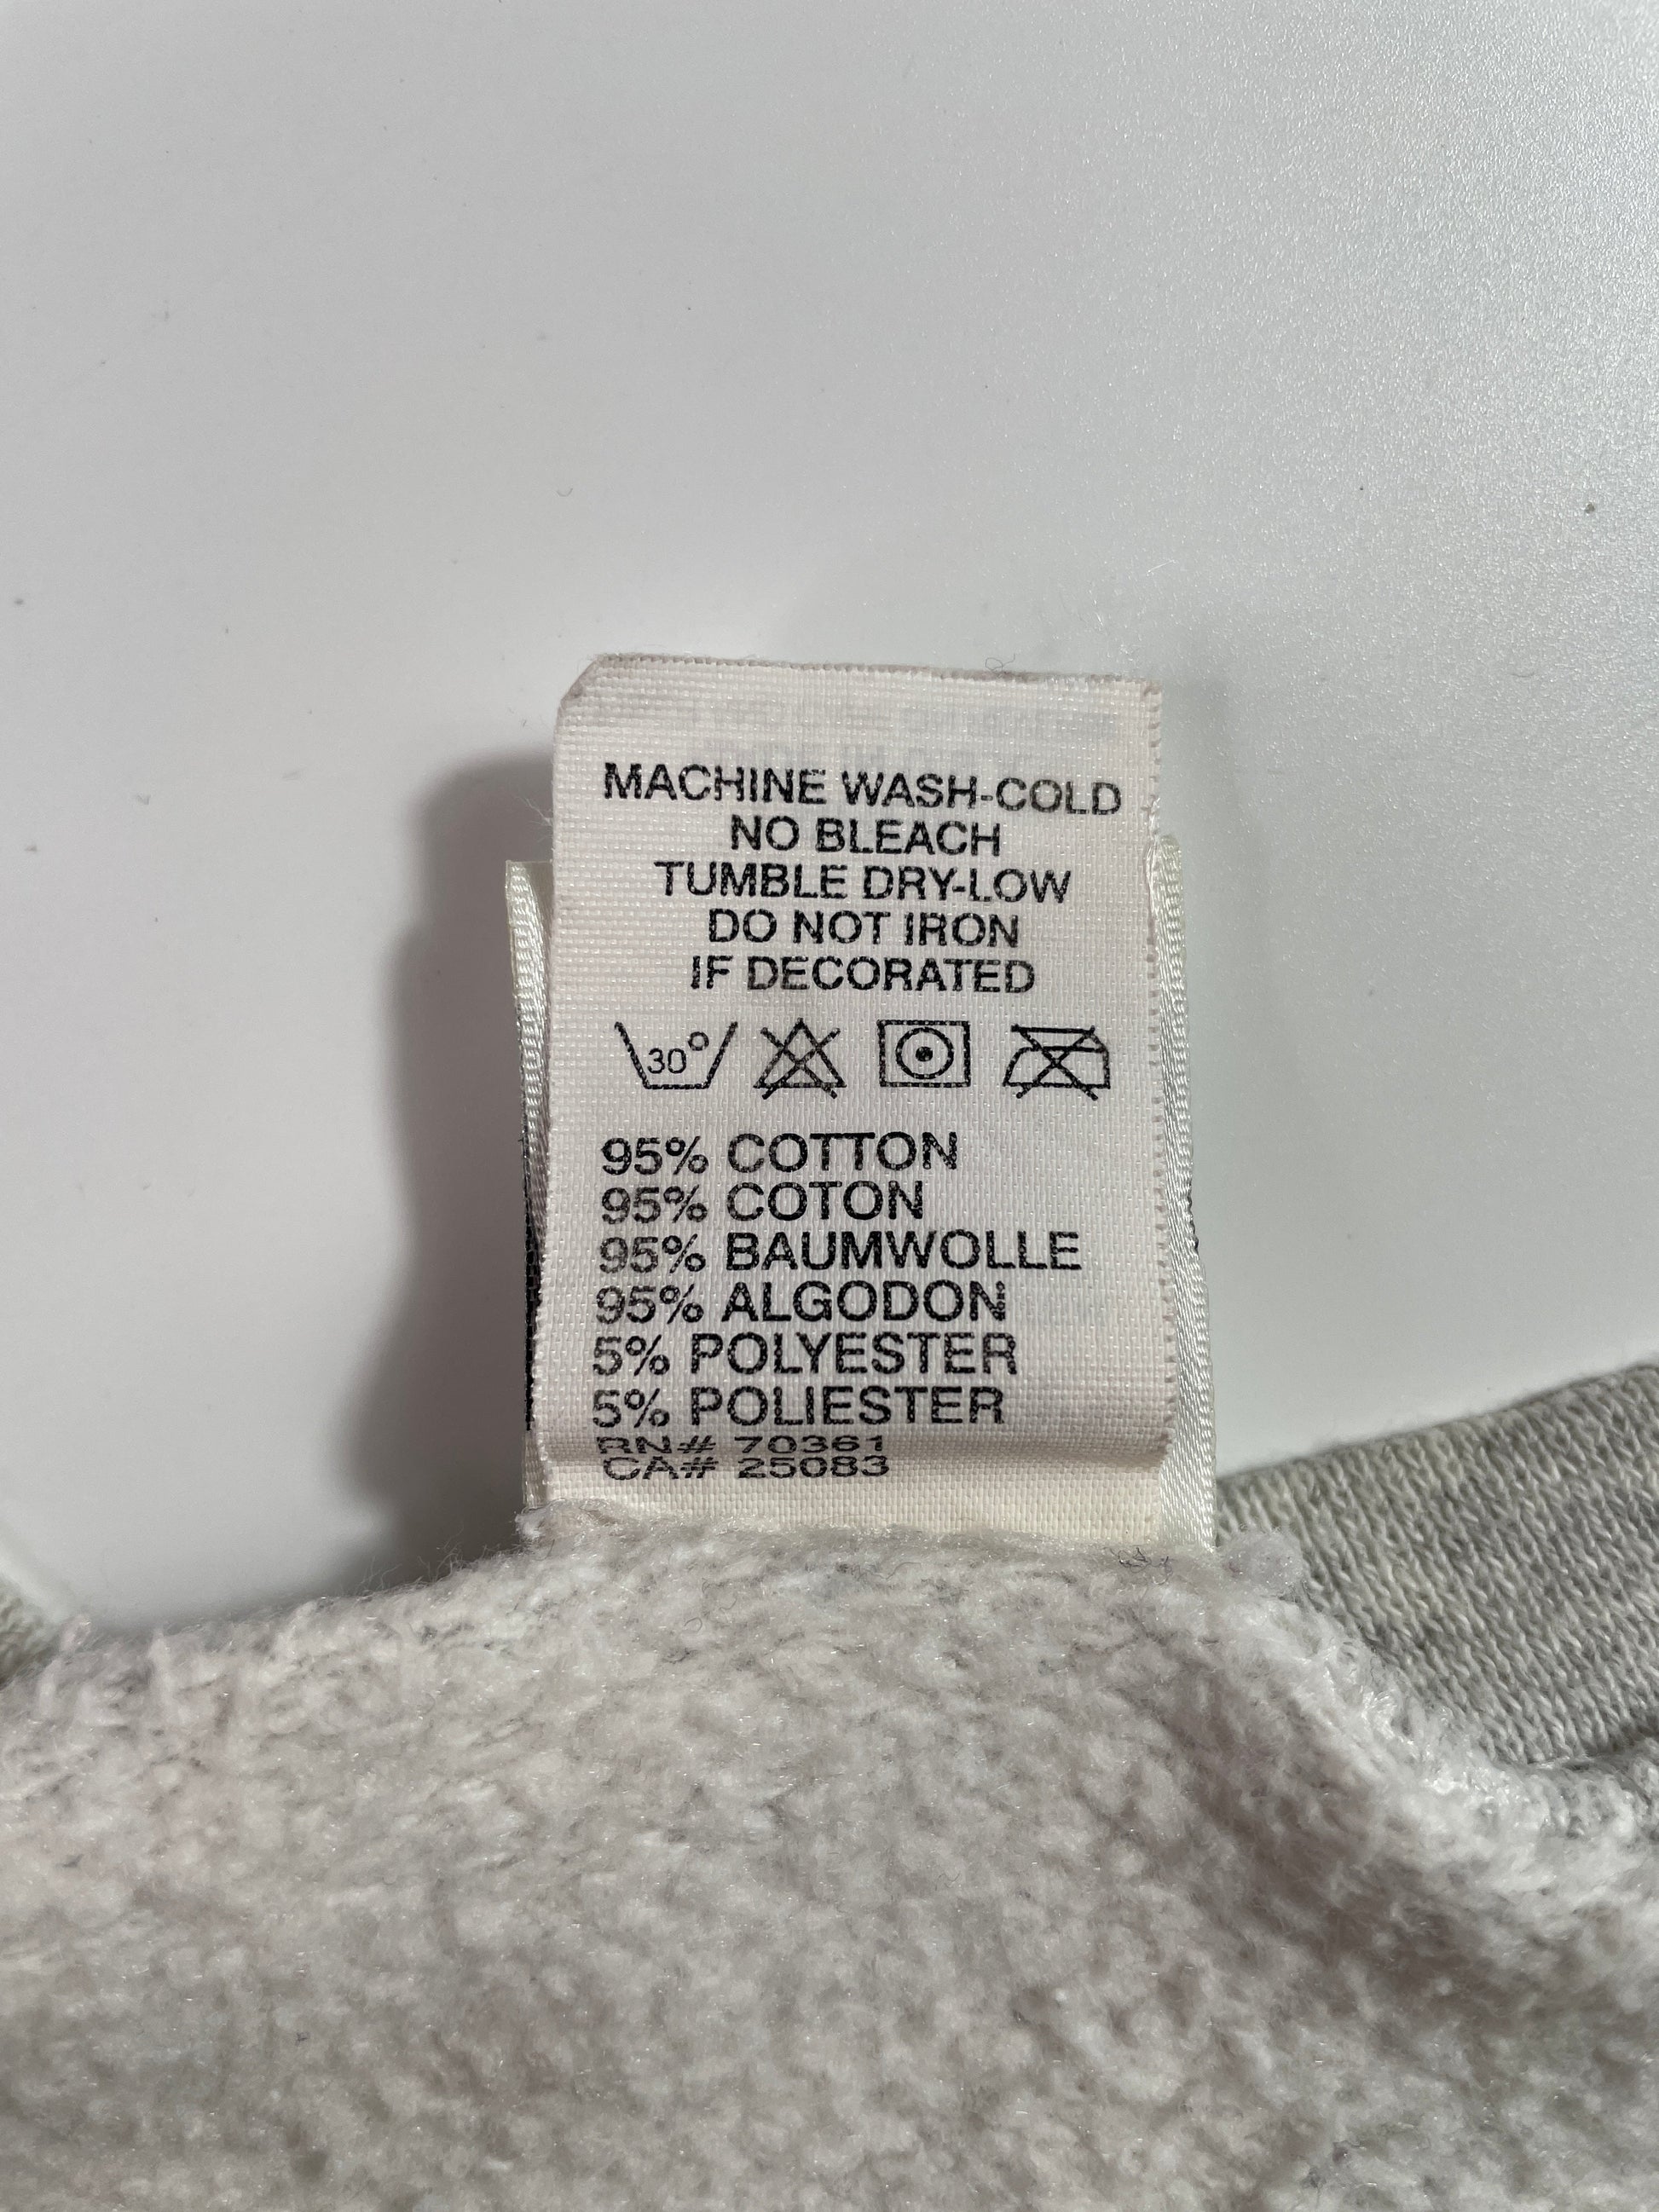 MACHINE WASH-COLD
NO BLEACH
TUMBLE DRY-LOW
DO NOT IRON
IF DECORATED
30°
95% COTTON
95% COTON
95% BAUMWOLLE
95% ALGODON
5% POLYESTER
5% POLIESTER
RN# 70361
CA# 25083